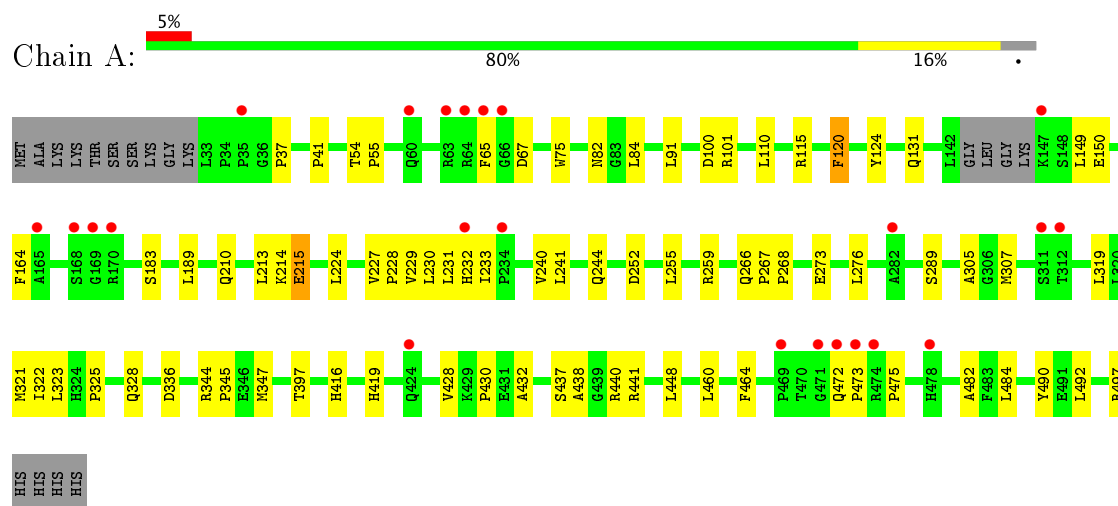 5%
Chain A:
80% 16% •
MET ALA LYS LYS THR SER SER LYS GLY LYS L33 P34 P35 G36 P37 P41 T54 P55 Q60 R63 R64 F65 G66 D67 W75 N82 G83 L84 L91 D100 R101 L110 R115 F120 Y124 Q131 L142 GLY LEU GLY LYS K147 S148 L149 E150
F164 A165 S168 G169 R170 S183 L189 Q210 L213 K214 E215 L224 V227 P228 V229 L230 L231 H232 I233 P234 V240 L241 Q244 D252 L255 R259 Q266 P267 P268 E273 L276 A282 S289 A305 G306 M307 S311 T312 L319
M321 I322 L323 H324 P325 Q328 D336 R344 P345 E346 M347 T397 H416 H419 Q424 V428 K429 P430 E431 A432 S437 A438 G439 R440 R441 L448 L460 F464 P469 T470 G471 Q472 P473 R474 P475 H478 A482 F483 L484 Y490 E491 L492
HIS HIS HIS HIS